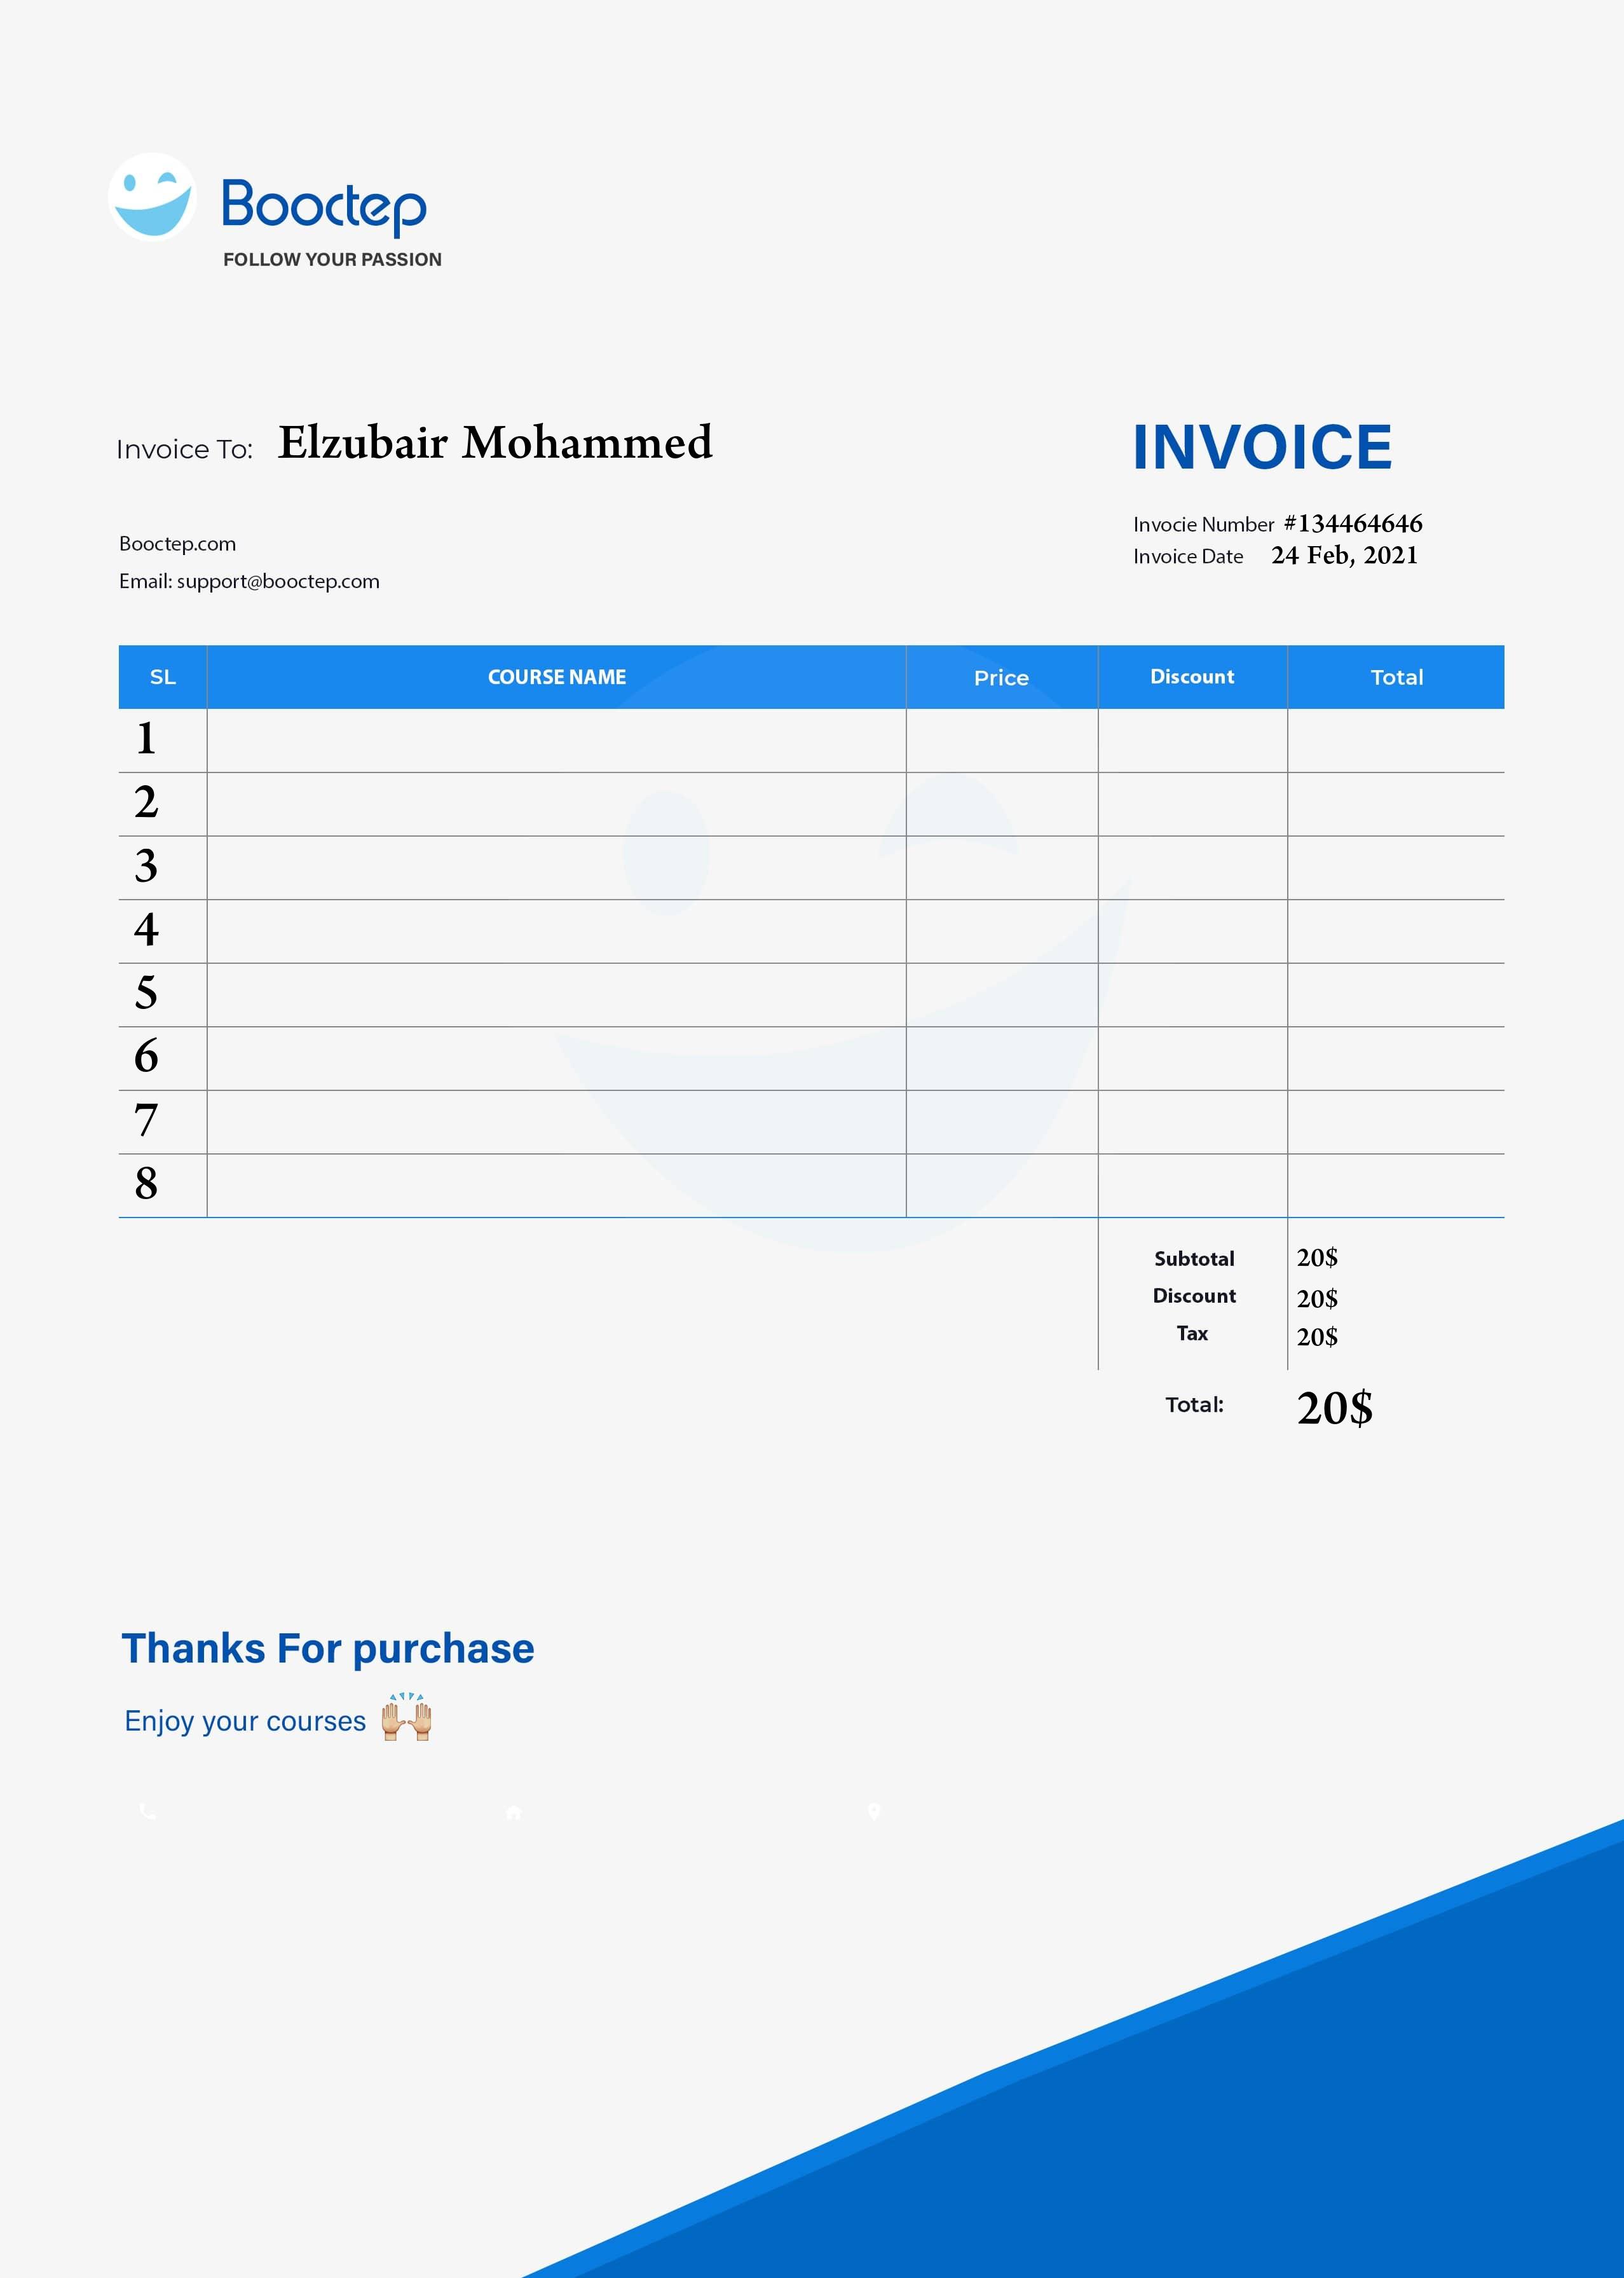 Booctep
FOLLOW YOUR PASSION
Invoice To: Elzubair Mohammed
INVOICE
Invocie Number #134464646
Invoice Date 24 Feb, 2021
Booctep.com
Email: support@booctep.com
SL COURSE NAME Price Discount Total
1
2
3
4
5
6
7
8
Subtotal 20$
Discount 20$
Tax 20$
Total: 20$
Thanks For purchase
Enjoy your courses 🙌🏼